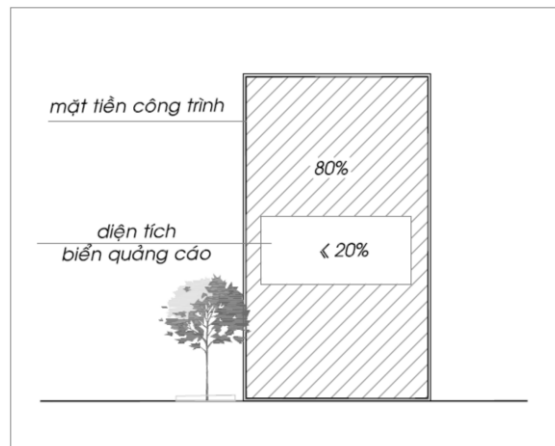 mặt tiền công trình
80%
diện tích
biển quảng cáo
⩽ 20%